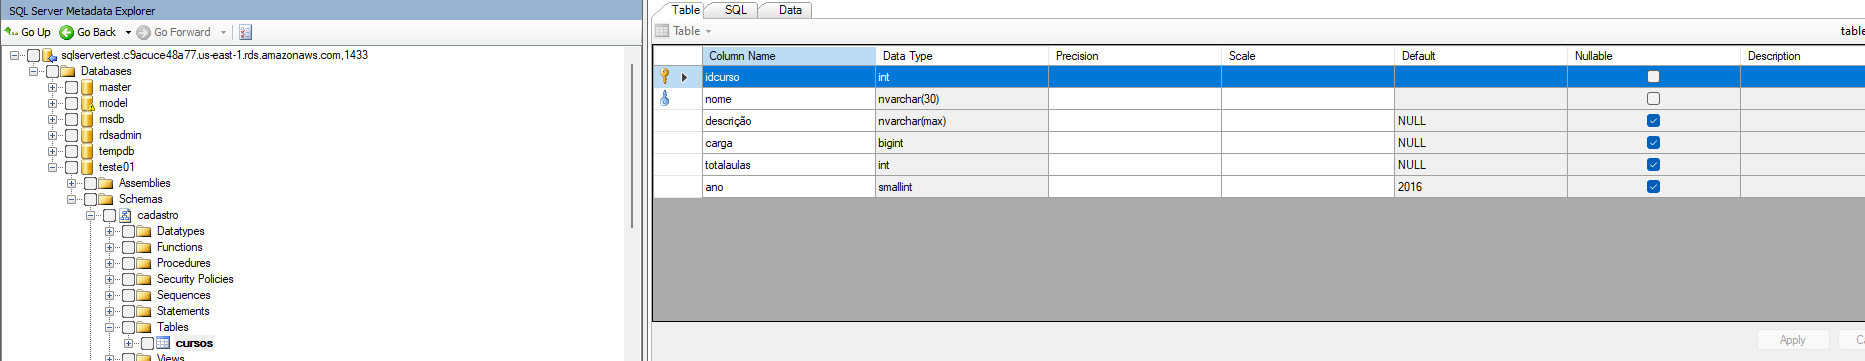 SQL Server Metadata Explorer
Go Up Go Back Go Forward
sqlservertest.c9acuce48a77.us-east-1.rds.amazonaws.com,1433
Databases
master
model
msdb
rdsadmin
tempdb
teste01
Assemblies
Schemas
cadastro
Datatypes
Functions
Procedures
Security Policies
Sequences
Statements
Tables
cursos
Views
Table SQL Data
Table table
Column Name Data Type Precision Scale Default Nullable Description
idcurso int
nome nvarchar(30)
descrição nvarchar(max) NULL
carga bigint NULL
totalaulas int NULL
ano smallint 2016
Apply